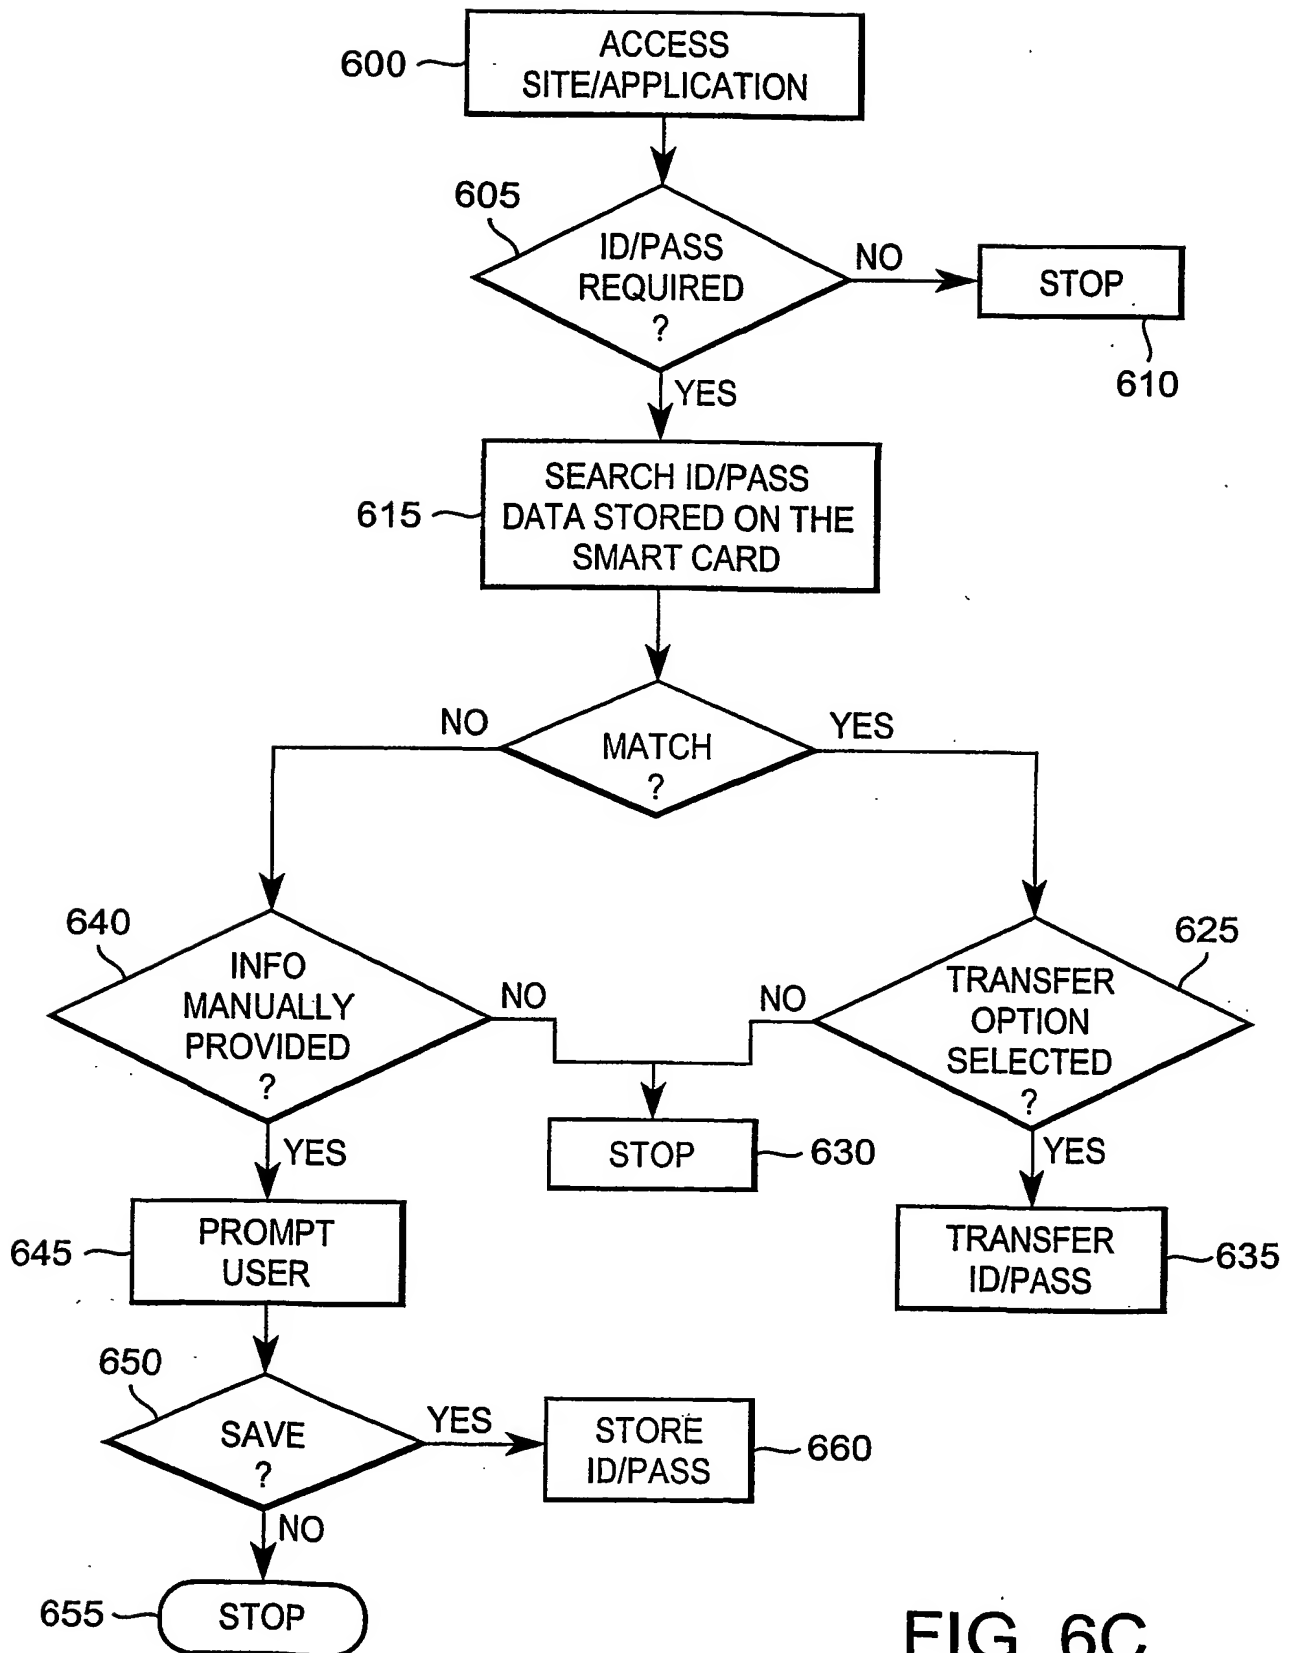 600
ACCESS
SITE/APPLICATION
605
ID/PASS
REQUIRED
?
NO
STOP
610
YES
615
SEARCH ID/PASS
DATA STORED ON THE
SMART CARD
NO
MATCH
?
YES
640
INFO
MANUALLY
PROVIDED
?
NO
NO
625
TRANSFER
OPTION
SELECTED
?
YES
STOP
630
YES
645
PROMPT
USER
TRANSFER
ID/PASS
635
650
SAVE
?
YES
STORE
ID/PASS
660
NO
655
STOP
FIG. 6C